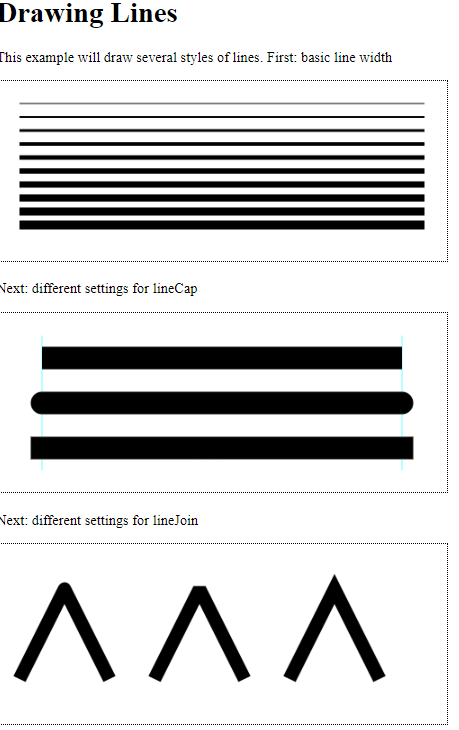 Drawing Lines
This example will draw several styles of lines. First: basic line width
Next: different settings for lineCap
Next: different settings for lineJoin